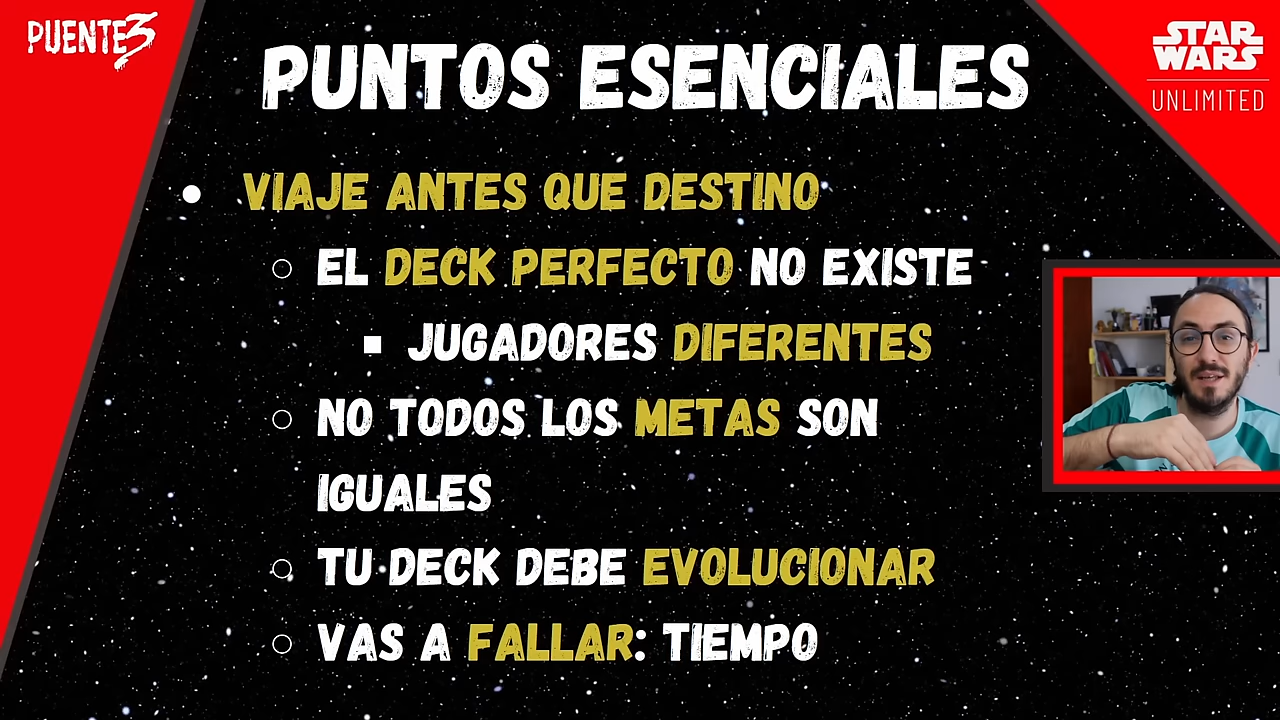 PUENTE3
STAR
WARS
UNLIMITED
PUNTOS ESENCIALES
VIAJE ANTES QUE DESTINO
EL DECK PERFECTO NO EXISTE
JUGADORES DIFERENTES
NO TODOS LOS METAS SON
IGUALES
TU DECK DEBE EVOLUCIONAR
VAS A FALLAR: TIEMPO